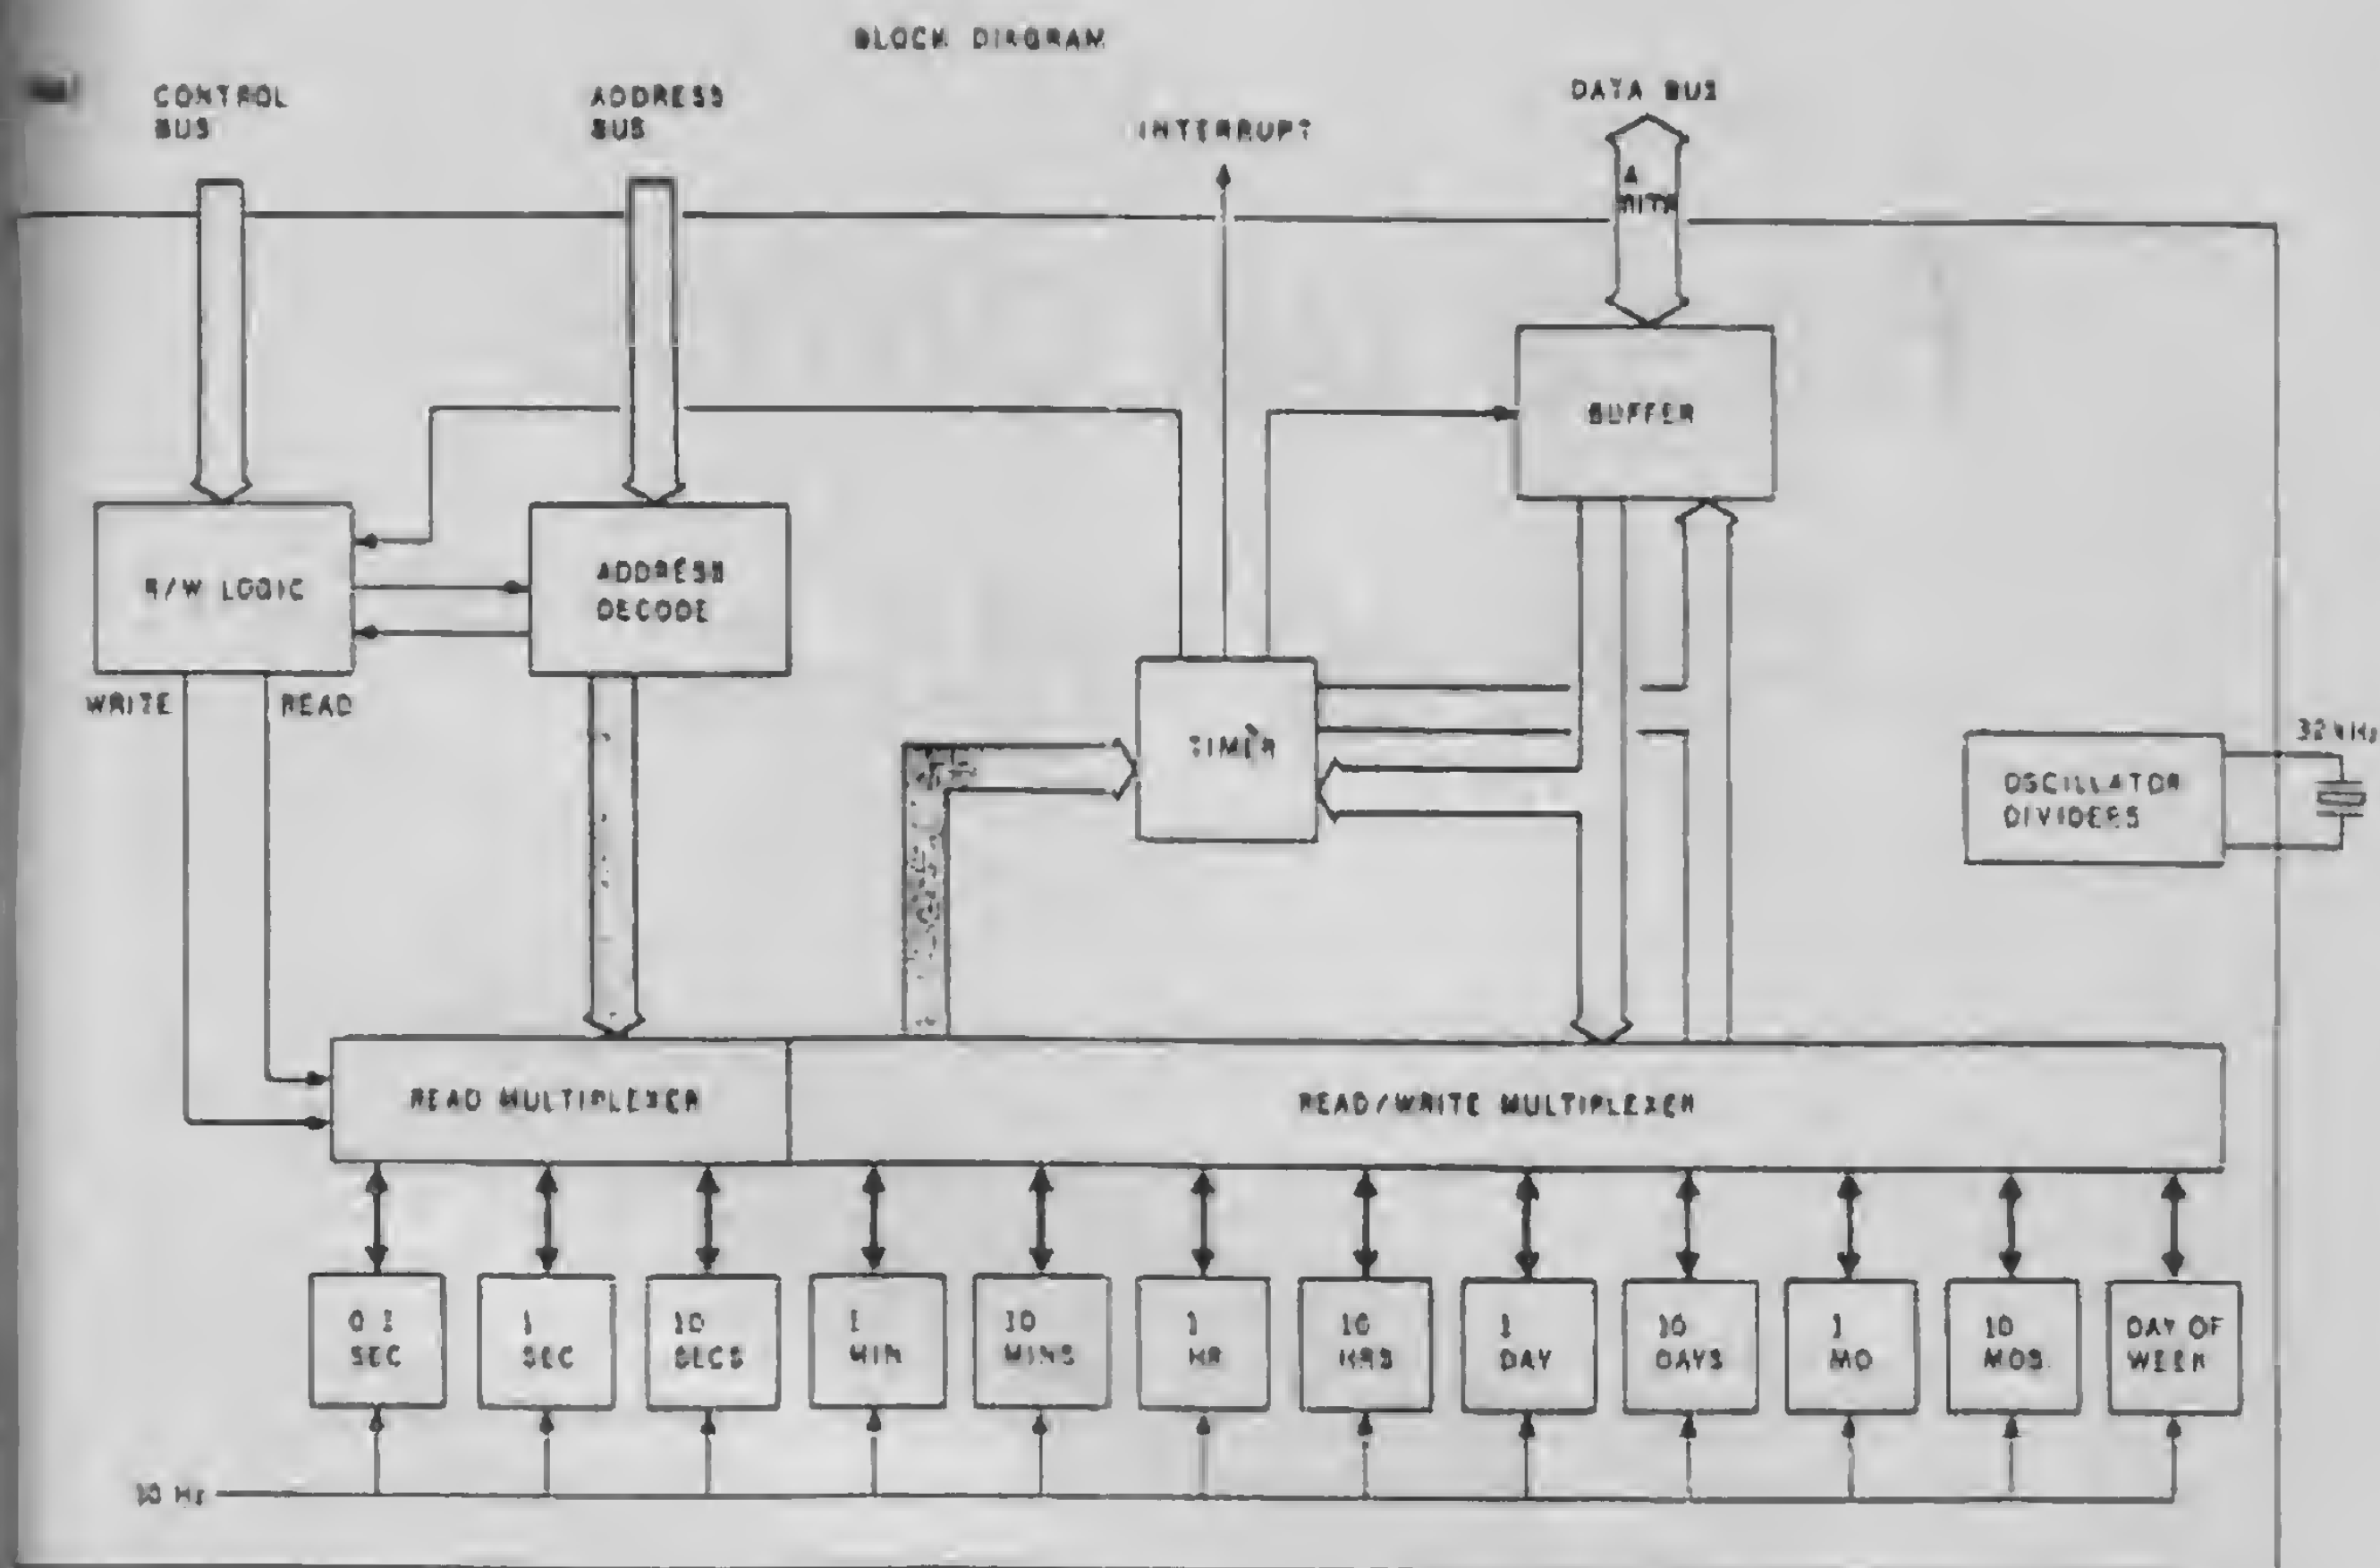 BLOCK DIAGRAM
CONTROL
BUS
ADDRESS
BUS
INTERRUPT
DATA BUS
4
BUFFER
R/W LOGIC
ADDRESS
DECODE
WRITE
READ
TIMER
32 kHz
OSCILLATOR
DIVIDERS
READ MULTIPLEXER
READ/WRITE MULTIPLEXER
0.1
SEC
1
SEC
10
SECS
1
MIN
10
MINS
1
HR
10
HRS
1
DAY
10
DAYS
1
MO
10
MOS
DAY OF
WEEK
10 Hz